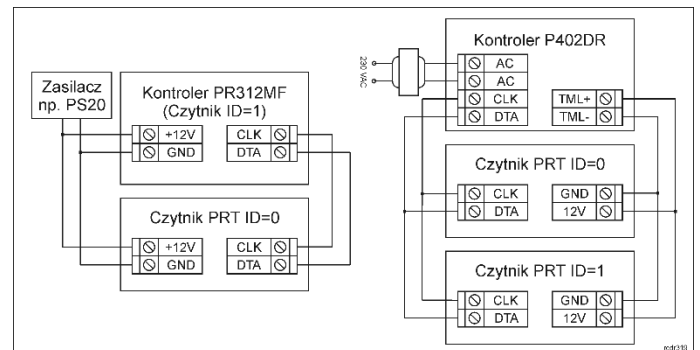 Zasilacz
np. PS20
Kontroler PR312MF
(Czytnik ID=1)
+12V
CLK
GND
DTA
Czytnik PRT ID=0
+12V
CLK
GND
DTA
230 VAC
Kontroler P402DR
AC
AC
CLK
TML+
DTA
TML-
Czytnik PRT ID=0
CLK
GND
DTA
12V
Czytnik PRT ID=1
CLK
GND
DTA
12V